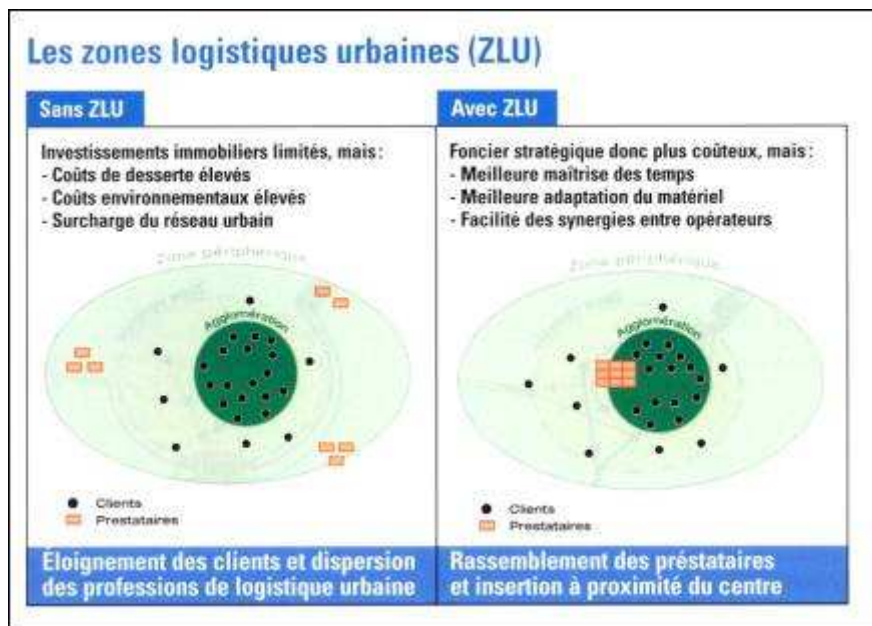 Les zones logistiques urbaines (ZLU)
Sans ZLU
Investissements immobiliers limités, mais :
- Coûts de desserte élevés
- Coûts environnementaux élevés
- Surcharge du réseau urbain
Zone périphérique
Agglomération
Clients
Prestataires
Éloignement des clients et dispersion
des professions de logistique urbaine
Avec ZLU
Foncier stratégique donc plus coûteux, mais :
- Meilleure maîtrise des temps
- Meilleure adaptation du matériel
- Facilité des synergies entre opérateurs
Zone périphérique
Agglomération
Clients
Prestataires
Rassemblement des préstataires
et insertion à proximité du centre